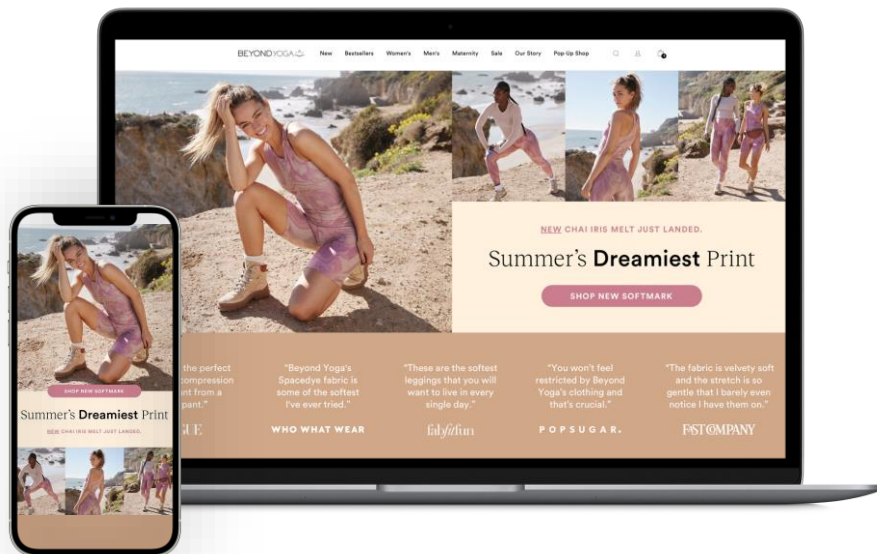 BEYOND YOGA
New Bestsellers Women's Men's Maternity Sale Our Story Pop-Up Shop
NEW CHAI IRIS MELT JUST LANDED.
Summer's Dreamiest Print
SHOP NEW SOFTMARK
the perfect
compression
from a
pant."
"Beyond Yoga's
Spacedye fabric is
some of the softest
I've ever tried."
WHO WHAT WEAR
"These are the softest
leggings that you will
want to live in every
single day."
fabfitfun
"You won't feel
restricted by Beyond
Yoga's clothing and
that's crucial."
POPSUGAR.
"The fabric is velvety soft
and the stretch is so
gentle that I barely even
notice I have them on."
FAST COMPANY
SHOP NEW SOFTMARK
Summer's Dreamiest Print
NEW CHAI IRIS MELT JUST LANDED.